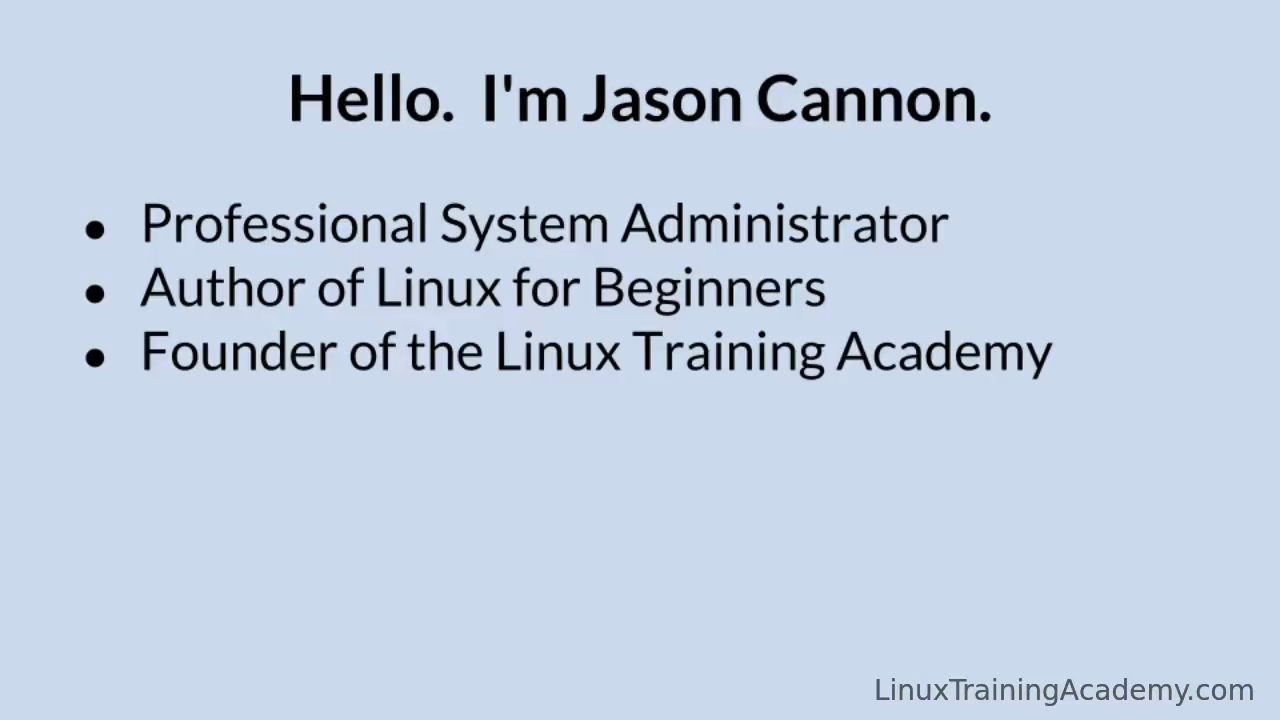 Hello. I'm Jason Cannon.
● Professional System Administrator
● Author of Linux for Beginners
● Founder of the Linux Training Academy
LinuxTrainingAcademy.com